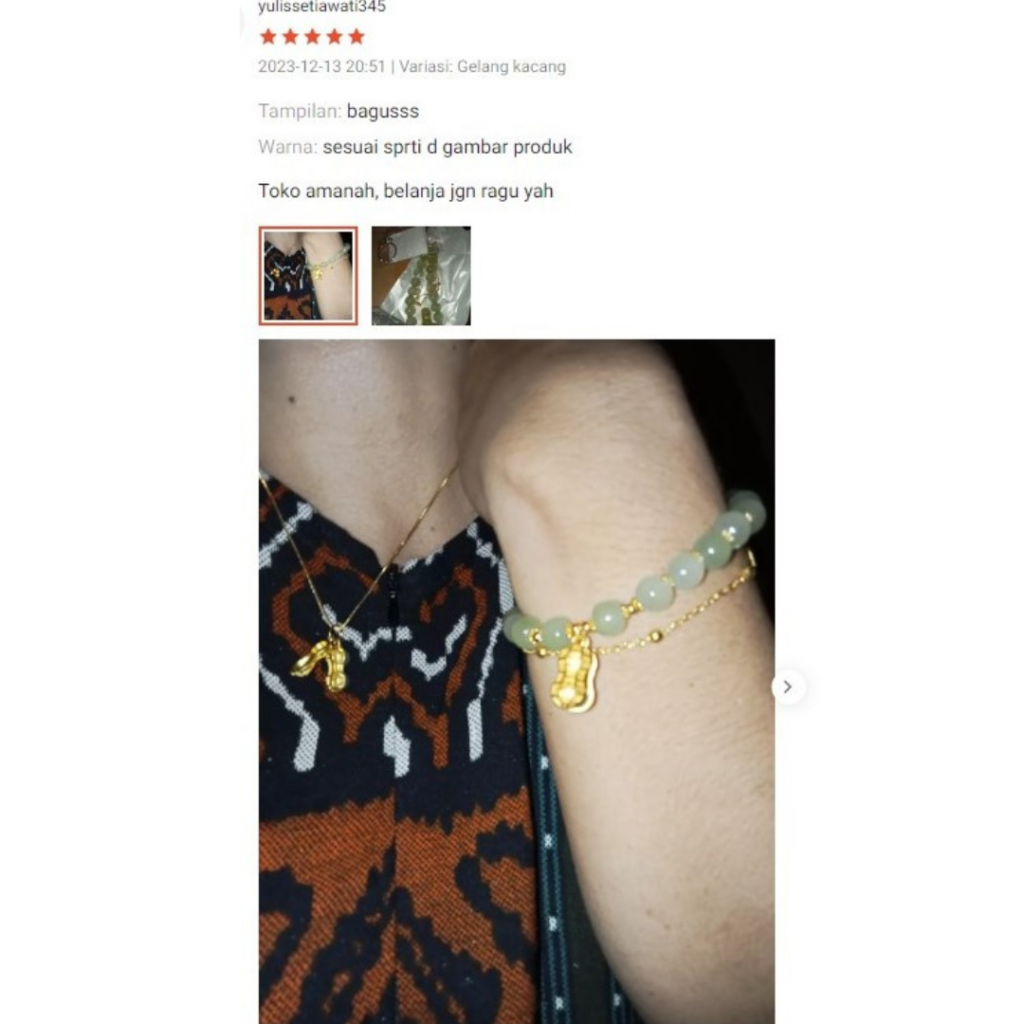 yulissetiawati345
2023-12-13 20:51 | Variasi: Gelang kacang
Tampilan: bagusss
Warna: sesuai sprti d gambar produk
Toko amanah, belanja jgn ragu yah